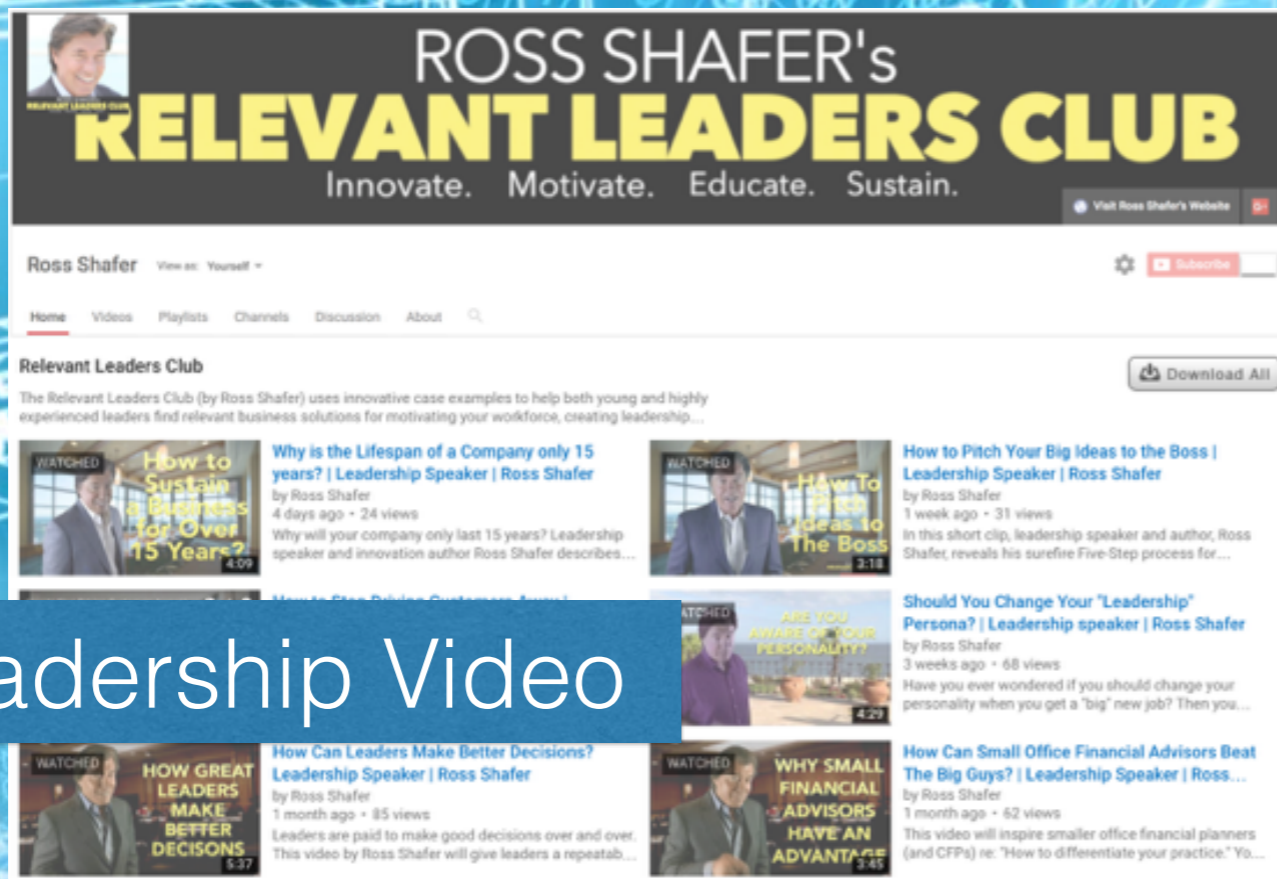 ROSS SHAFER's
RELEVANT LEADERS CLUB
RELEVANT LEADERS CLUB
Innovate. Motivate. Educate. Sustain.
Visit Ross Shafer's Website
G+
Ross Shafer View as: Yourself
Subscribe
Home Videos Playlists Channels Discussion About
Relevant Leaders Club
Download All
The Relevant Leaders Club (by Ross Shafer) uses innovative case examples to help both young and highly
experienced leaders find relevant business solutions for motivating your workforce, creating leadership...
WATCHED
How to
Sustain
a Business
for Over
15 Years?
4:09
Why is the Lifespan of a Company only 15
years? | Leadership Speaker | Ross Shafer
by Ross Shafer
4 days ago • 24 views
Why will your company only last 15 years? Leadership
speaker and innovation author Ross Shafer describes...
WATCHED
How To
Pitch
Ideas to
The Boss
3:18
How to Pitch Your Big Ideas to the Boss |
Leadership Speaker | Ross Shafer
by Ross Shafer
1 week ago • 31 views
In this short clip, leadership speaker and author, Ross
Shafer, reveals his surefire Five-Step process for...
How to Stop Driving Customers Away |
adership Video
ATCHED
ARE YOU
AWARE OF YOUR
PERSONALITY?
4:29
Should You Change Your "Leadership"
Persona? | Leadership speaker | Ross Shafer
by Ross Shafer
3 weeks ago • 68 views
Have you ever wondered if you should change your
personality when you get a "big" new job? Then you...
WATCHED
HOW GREAT
LEADERS
MAKE
BETTER
DECISONS
5:37
How Can Leaders Make Better Decisions?
Leadership Speaker | Ross Shafer
by Ross Shafer
1 month ago • 85 views
Leaders are paid to make good decisions over and over.
This video by Ross Shafer will give leaders a repeatab...
WATCHED
WHY SMALL
FINANCIAL
ADVISORS
HAVE AN
ADVANTAGE
3:45
How Can Small Office Financial Advisors Beat
The Big Guys? | Leadership Speaker | Ross...
by Ross Shafer
1 month ago • 62 views
This video will inspire smaller office financial planners
(and CFPs) re: "How to differentiate your practice." Yo...